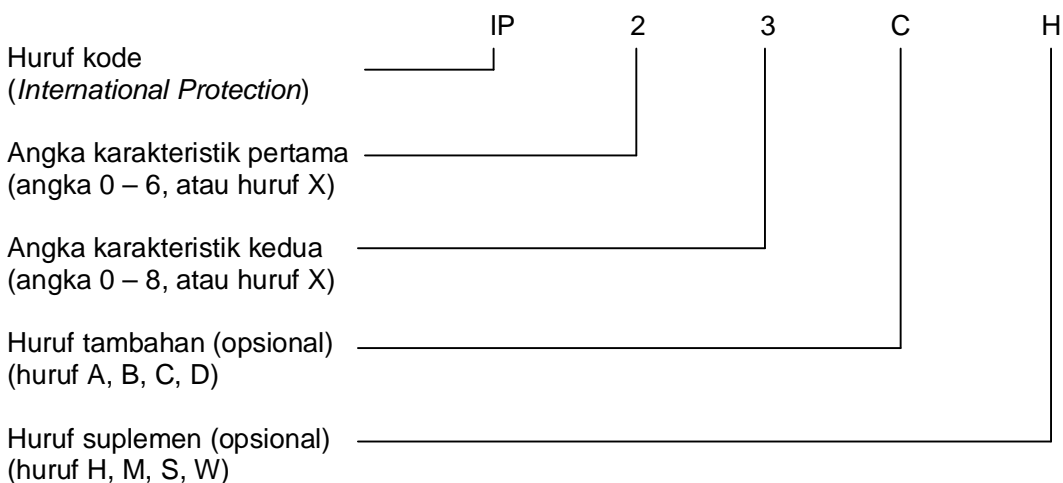 IP 2 3 C H
Huruf kode
(International Protection)
Angka karakteristik pertama
(angka 0 – 6, atau huruf X)
Angka karakteristik kedua
(angka 0 – 8, atau huruf X)
Huruf tambahan (opsional)
(huruf A, B, C, D)
Huruf suplemen (opsional)
(huruf H, M, S, W)